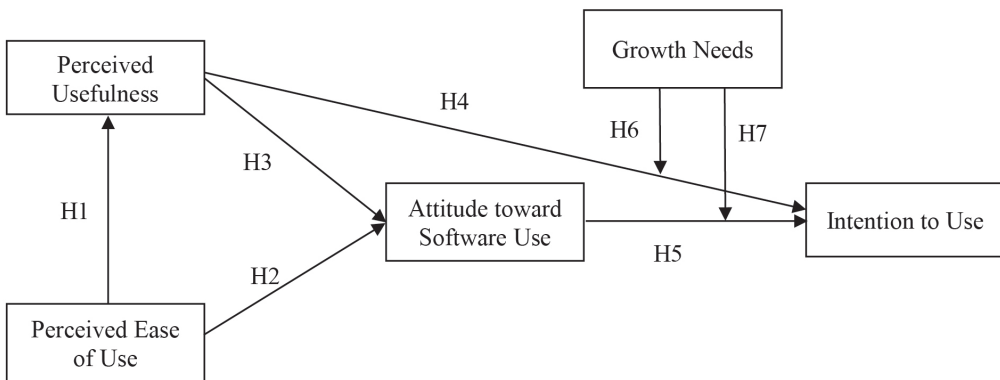 Growth Needs
Perceived
Usefulness
H4
H6
H7
H3
H1
Attitude toward
Software Use
Intention to Use
H5
H2
Perceived Ease
of Use